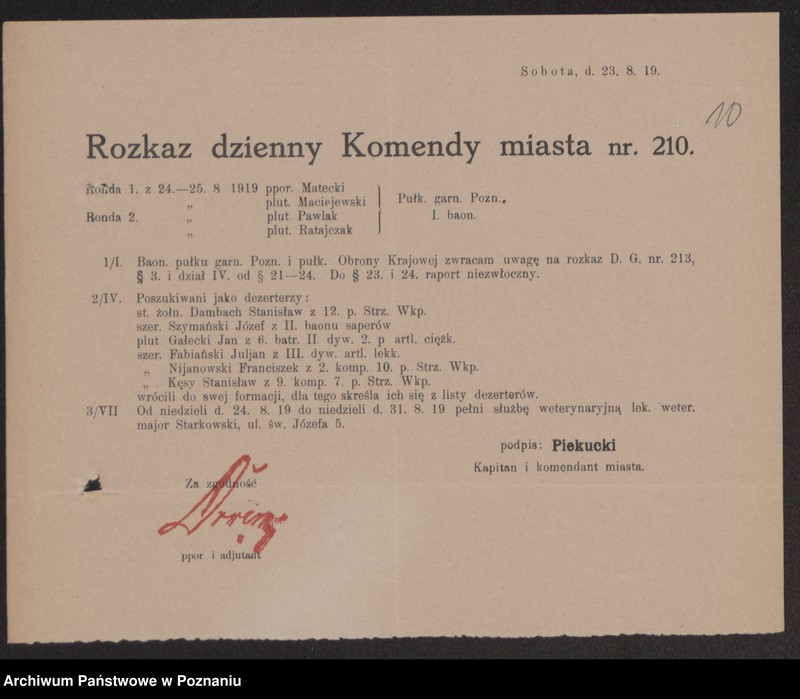 Sobota, d. 23. 8. 19.
10
Rozkaz dzienny Komendy miasta nr. 210.
Ronda 1. z 24.—25. 8 1919 ppor. Matecki
„ plut. Maciejewski
Pułk. garn. Pozn.
Ronda 2. „ plut. Pawlak
I. baon.
„ plut. Ratajczak
1/I. Baon. pułku garn. Pozn. i pułk. Obrony Krajowej zwracam uwagę na rozkaz D. G. nr. 213,
§ 3. i dział IV. od § 21—24. Do § 23. i 24. raport niezwłoczny.
2/IV. Poszukiwani jako dezerterzy:
st. żołn. Dambach Stanisław z 12. p. Strz. Wkp.
szer. Szymański Józef z II. baonu saperów
plut. Gałecki Jan z 6. batr. II dyw. 2. p artl. ciężk.
szer. Fabiański Juljan z III. dyw. artl. lekk.
„ Nijanowski Franciszek z 2. komp. 10. p. Strz. Wkp.
„ Kęsy Stanisław z 9. komp. 7. p. Strz. Wkp.
wrócili do swej formacji, dla tego skreśla ich się z listy dezerterów.
3/VII Od niedzieli d. 24. 8. 19 do niedzieli d. 31. 8. 19 pełni służbę weterynaryjną lek. weter.
major Starkowski, ul. św. Józefa 5.
podpis: Piekucki
Kapitan i komendant miasta.
Za zgodność
ppor. i adjutant
Archiwum Państwowe w Poznaniu